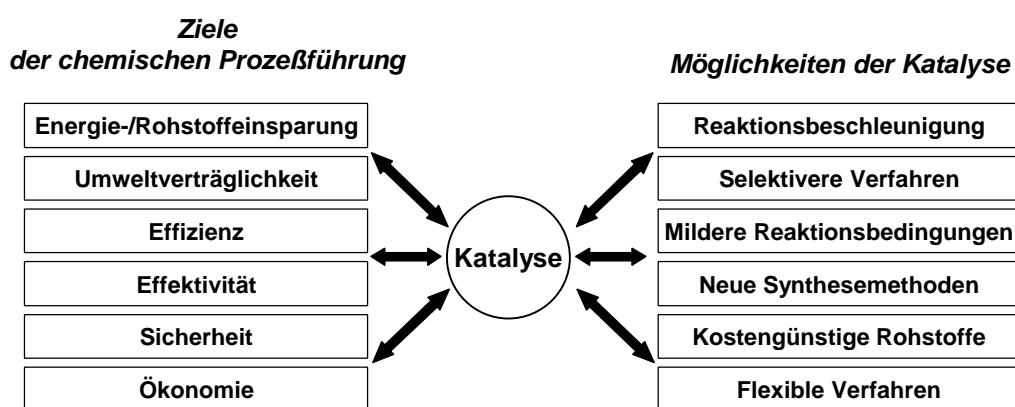 Ziele
der chemischen Prozeßführung
Energie-/Rohstoffeinsparung
Umweltverträglichkeit
Effizienz
Effektivität
Sicherheit
Ökonomie
Katalyse
Möglichkeiten der Katalyse
Reaktionsbeschleunigung
Selektivere Verfahren
Mildere Reaktionsbedingungen
Neue Synthesemethoden
Kostengünstige Rohstoffe
Flexible Verfahren